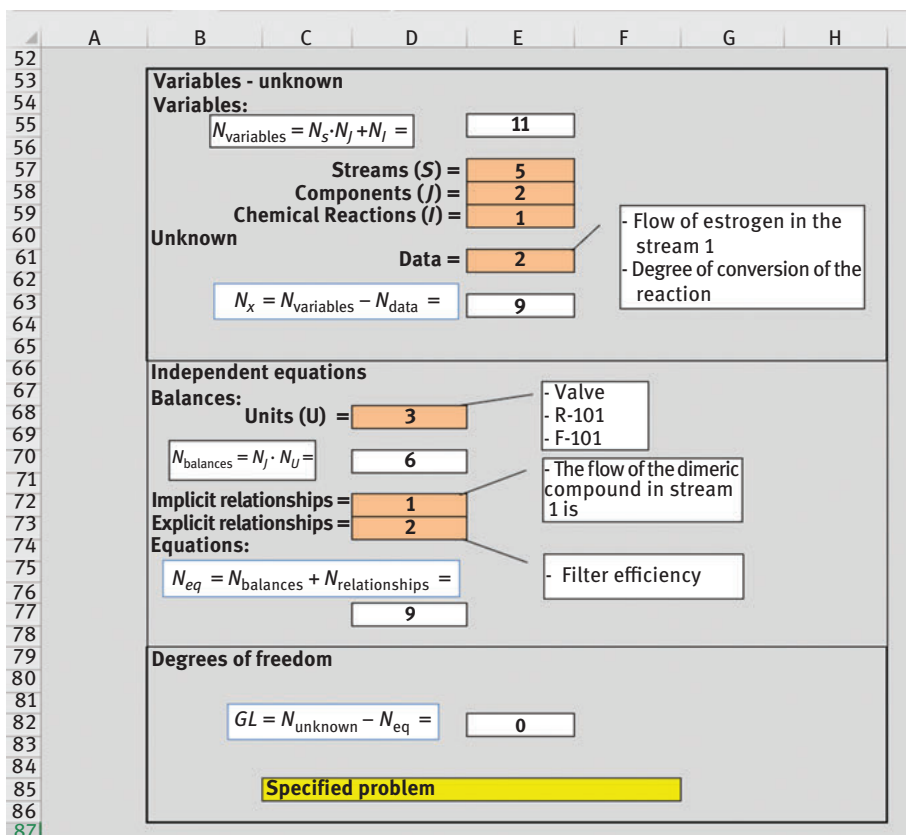 A B C D E F G H
52
53 Variables - unknown
54 Variables:
55 N_variables = N_S·N_J + N_I = 11
56
57 Streams (S) = 5
58 Components (J) = 2
59 Chemical Reactions (I) = 1
- Flow of estrogen in the
stream 1
- Degree of conversion of the
reaction
60 Unknown
61 Data = 2
62
63 N_x = N_variables − N_data = 9
64
65
66 Independent equations
67 Balances:
68 Units (U) = 3
- Valve
- R-101
- F-101
69
70 N_balances = N_J · N_U = 6
71
- The flow of the dimeric
compound in stream
1 is
72 Implicit relationships = 1
73 Explicit relationships = 2
74 Equations:
75 N_eq = N_balances + N_relationships =
- Filter efficiency
76
77 9
78
79 Degrees of freedom
80
81
82 GL = N_unknown − N_eq = 0
83
84
85 Specified problem
86
87